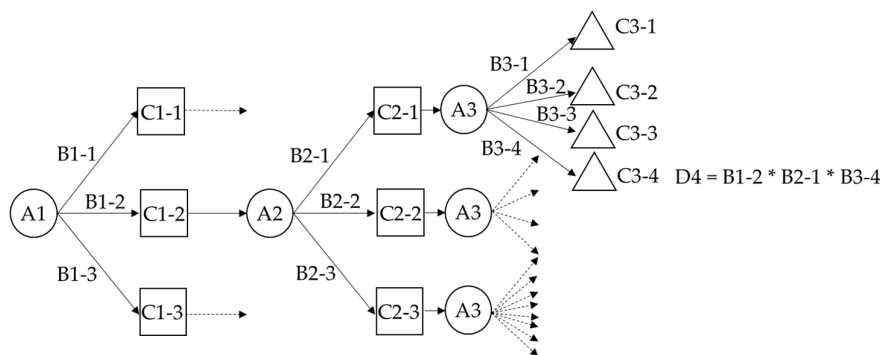 C3-1
B3-1
B3-2
C3-2
C1-1
C2-1
A3
B3-3
C3-3
B1-1
B2-1
B3-4
C3-4
D4 = B1-2 * B2-1 * B3-4
A1
B1-2
C1-2
A2
B2-2
C2-2
A3
B1-3
B2-3
C1-3
C2-3
A3